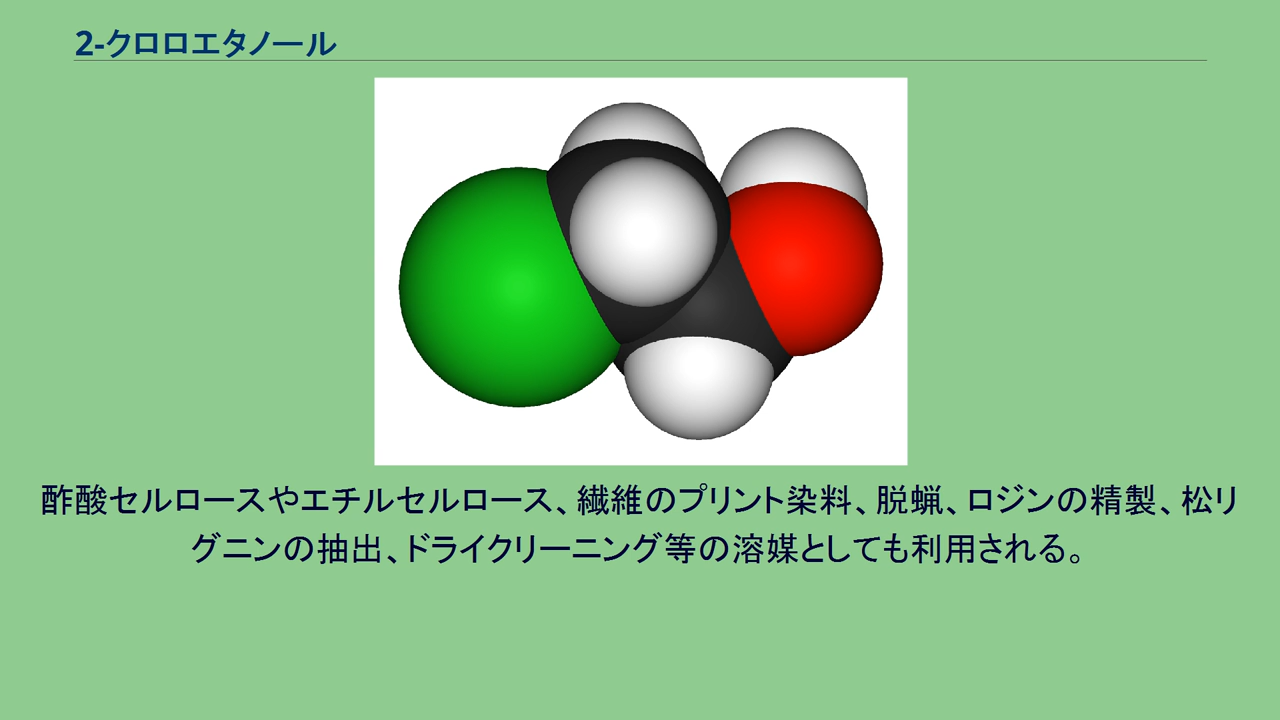 2-クロロエタノール
酢酸セルロースやエチルセルロース、繊維のプリント染料、脱蝋、ロジンの精製、松リ
グニンの抽出、ドライクリーニング等の溶媒としても利用される。